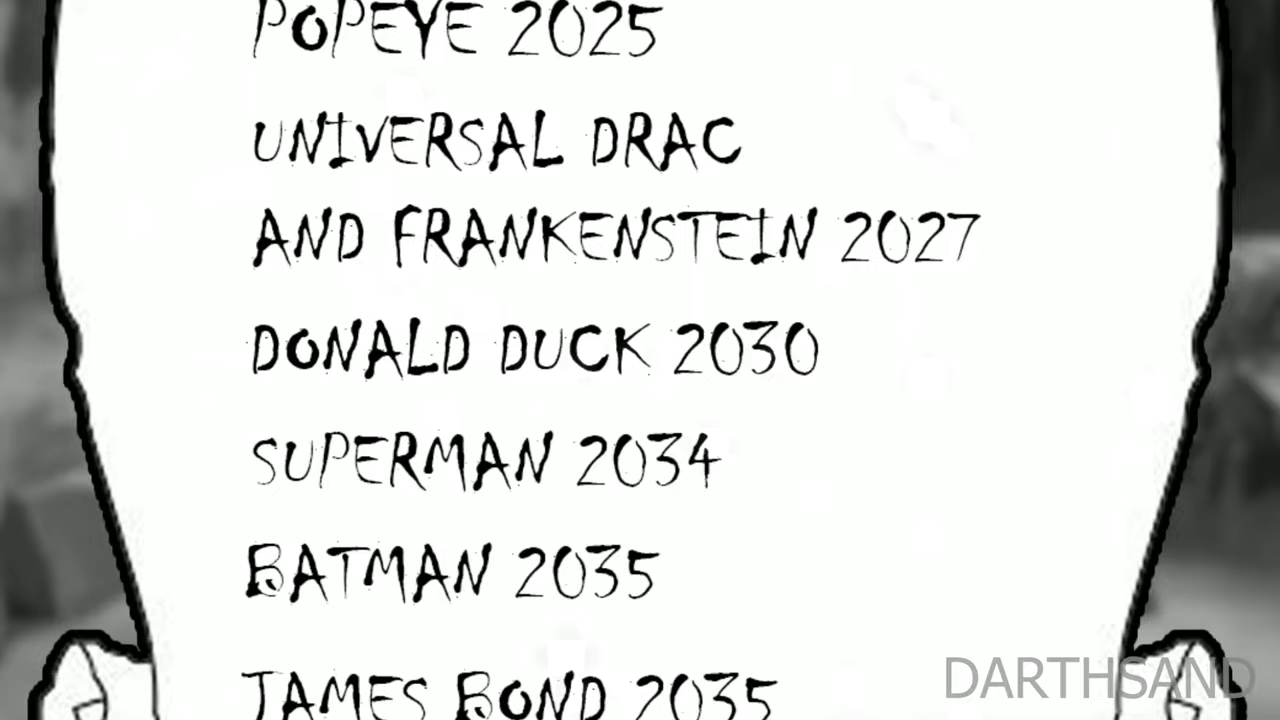 POPEYE 2025
UNIVERSAL DRAC
AND FRANKENSTEIN 2027
DONALD DUCK 2030
SUPERMAN 2034
BATMAN 2035
JAMES BOND 2035
DARTHSAND